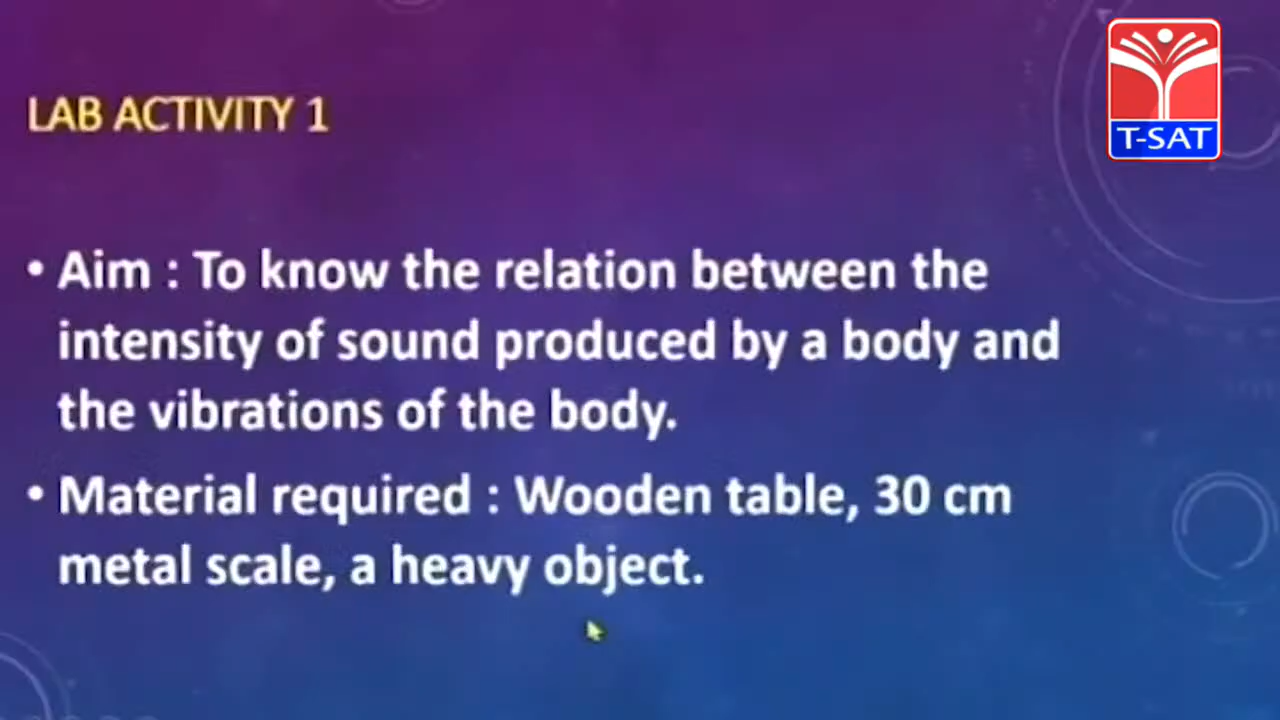 T-SAT
LAB ACTIVITY 1
• Aim : To know the relation between the
intensity of sound produced by a body and
the vibrations of the body.
• Material required : Wooden table, 30 cm
metal scale, a heavy object.